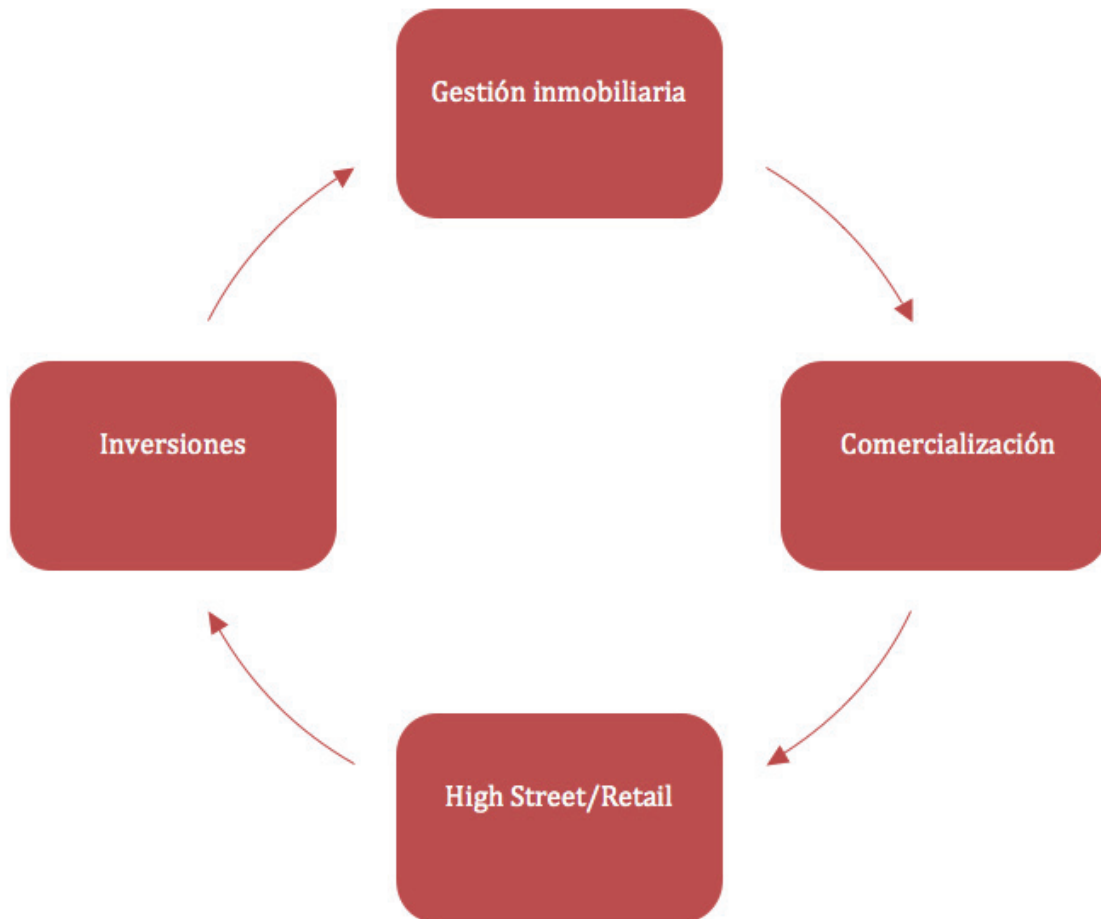 Gestión inmobiliaria
Inversiones
Comercialización
High Street/Retail